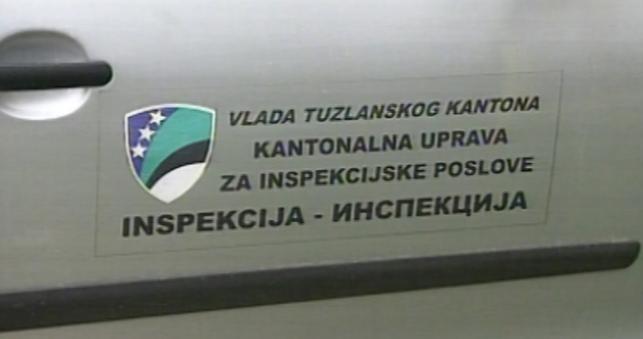 VLADA TUZLANSKOG KANTONA
KANTONALNA UPRAVA
ZA INSPEKCIJSKE POSLOVE
INSPEKCIJA - ИНСПЕКЦИЈА